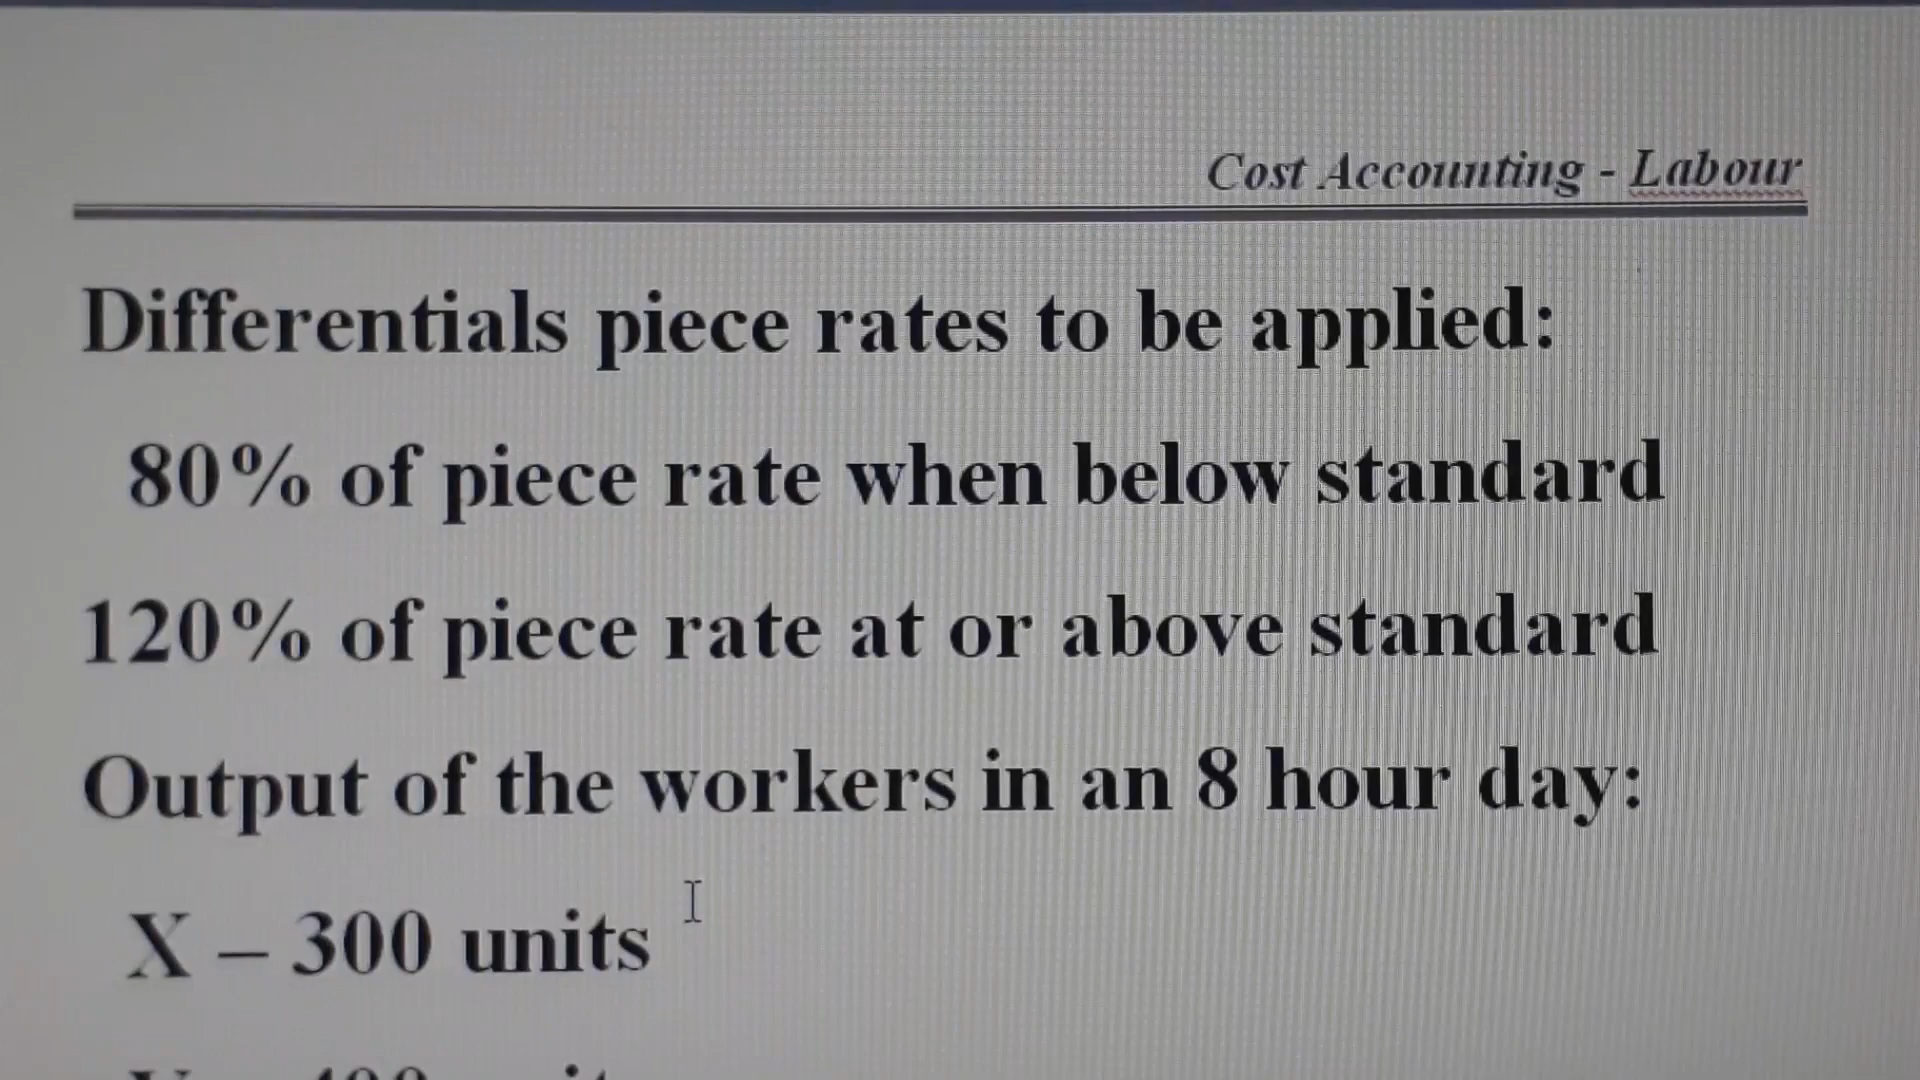 Cost Accounting - Labour
Differentials piece rates to be applied:
80% of piece rate when below standard
120% of piece rate at or above standard
Output of the workers in an 8 hour day:
X – 300 units